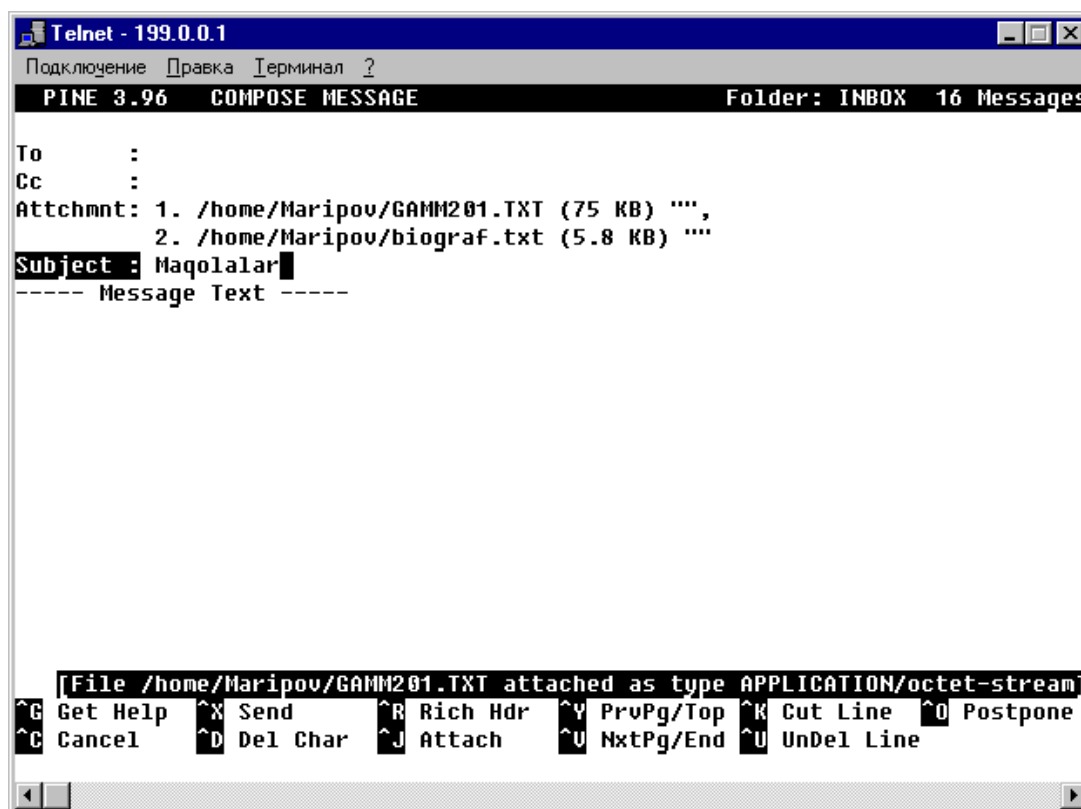 Telnet - 199.0.0.1
Подключение Правка Терминал ?
PINE 3.96 COMPOSE MESSAGE Folder: INBOX 16 Messages
To :
Cc :
Attchmnt: 1. /home/Maripov/GAMM201.TXT (75 KB) "",
2. /home/Maripov/biograf.txt (5.8 KB) ""
Subject : Maqolalar
----- Message Text -----
[File /home/Maripov/GAMM201.TXT attached as type APPLICATION/octet-stream]
^G Get Help ^X Send ^R Rich Hdr ^Y PrvPg/Top ^K Cut Line ^O Postpone
^C Cancel ^D Del Char ^J Attach ^V NxtPg/End ^U UnDel Line